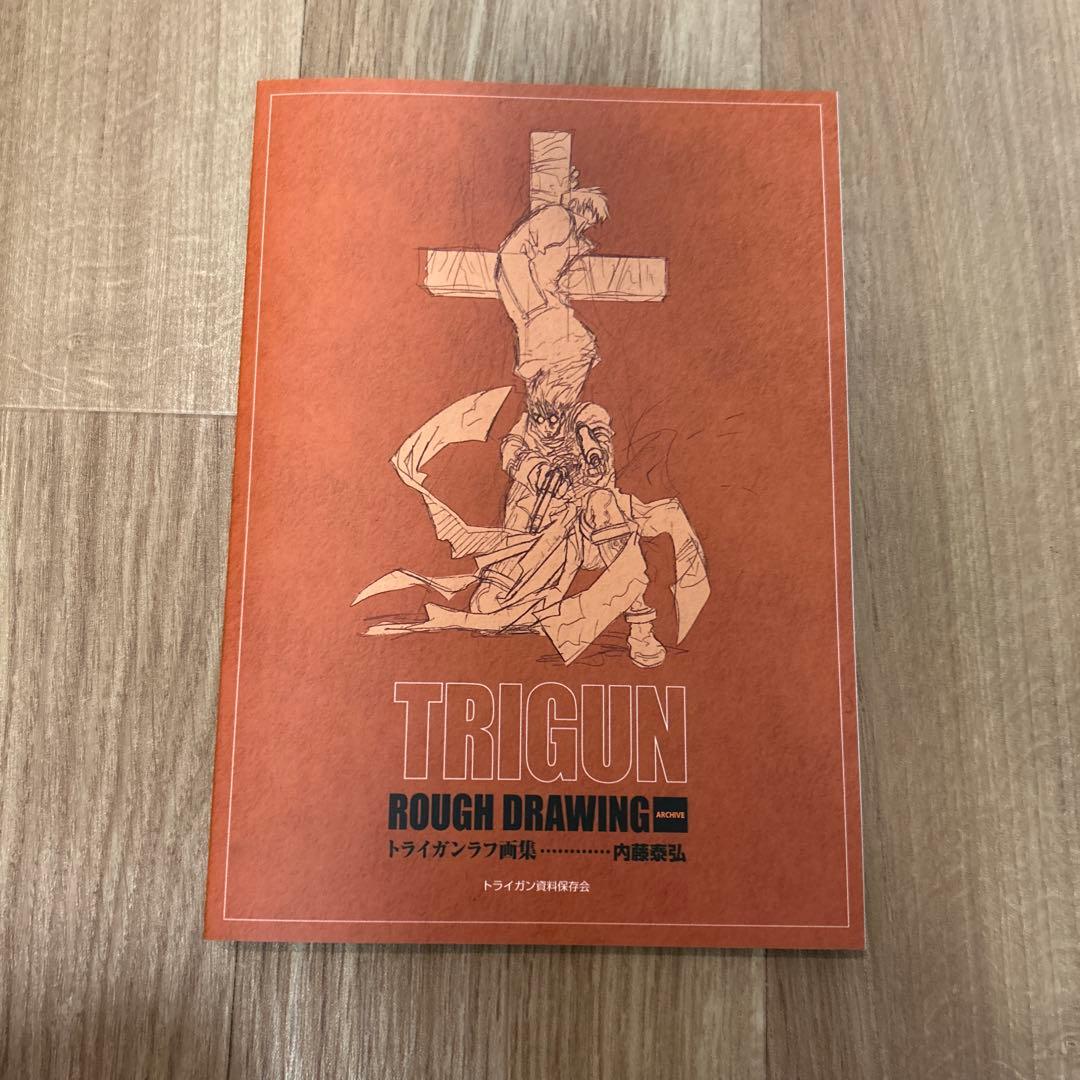 TRIGUN
ROUGH DRAWING ARCHIVE
トライガンラフ画集…………内藤泰弘
トライガン資料保存会